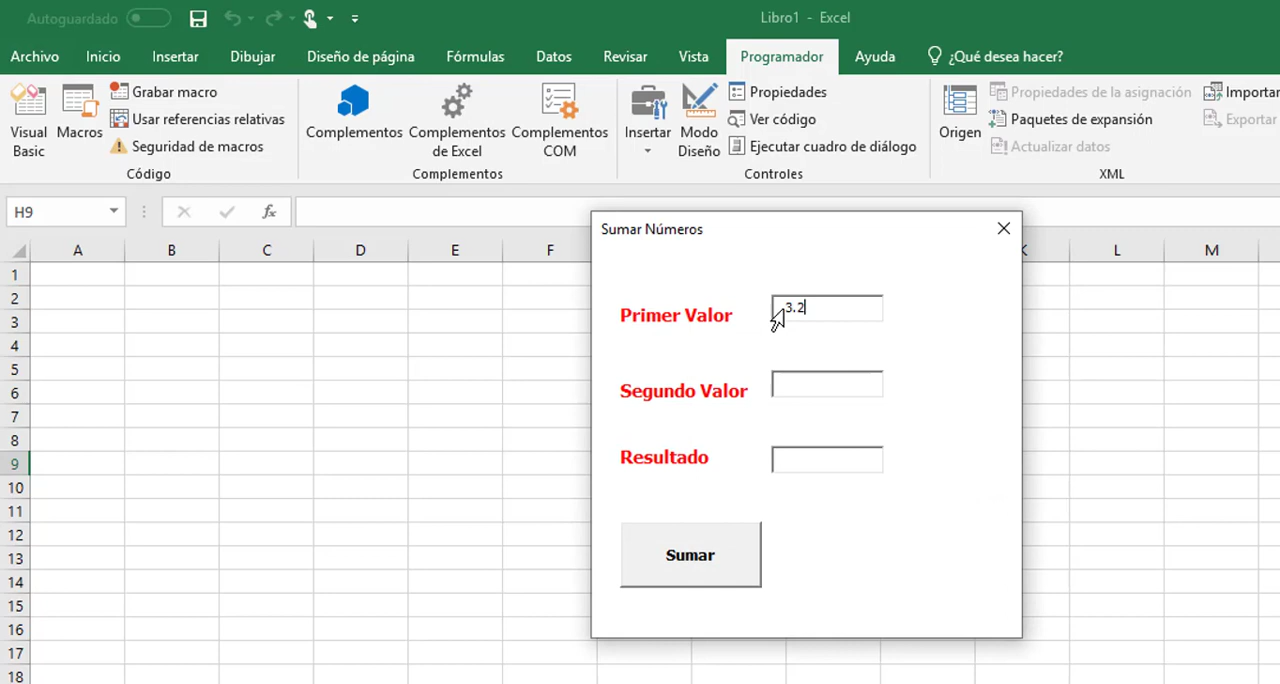 Autoguardado
Libro1 - Excel
Archivo Inicio Insertar Dibujar Diseño de página Fórmulas Datos Revisar Vista Programador Ayuda ¿Qué desea hacer?
Visual Basic
Macros
Grabar macro
Usar referencias relativas
Seguridad de macros
Código
Complementos
Complementos de Excel
Complementos COM
Complementos
Insertar
Modo Diseño
Propiedades
Ver código
Ejecutar cuadro de diálogo
Controles
Origen
Propiedades de la asignación
Paquetes de expansión
Actualizar datos
Importar
Exportar
XML
H9
fx
A B C D E F K L M
1
2
3
4
5
6
7
8
9
10
11
12
13
14
15
16
17
18
Sumar Números
Primer Valor 3.2
Segundo Valor
Resultado
Sumar